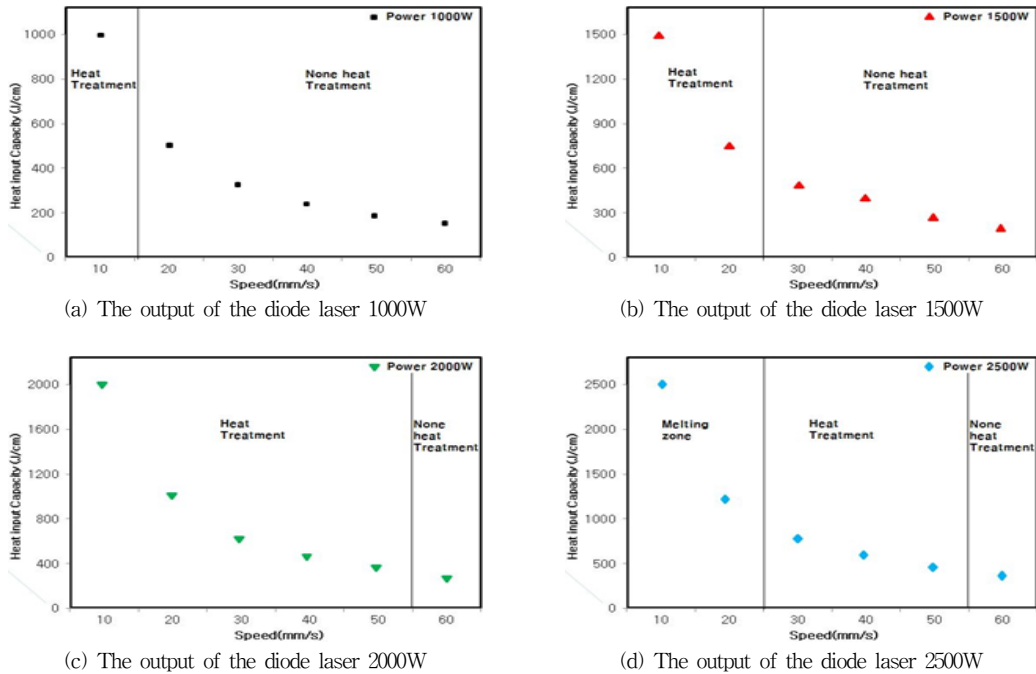 Power 1000W
Heat Input Capacity (J/cm)
1000
800
600
400
200
0
Heat
Treatment
None heat
Treatment
10 20 30 40 50 60
Speed(mm/s)
(a) The output of the diode laser 1000W
Power 1500W
Heat Input Capacity (J/cm)
1500
1200
900
600
300
0
Heat
Treatment
None heat
Treatment
10 20 30 40 50 60
Speed(mm/s)
(b) The output of the diode laser 1500W
Power 2000W
Heat input Capacity (J/cm)
2000
1600
1200
800
400
0
Heat
Treatment
None
heat
Treatment
10 20 30 40 50 60
Speed(mm/s)
(c) The output of the diode laser 2000W
Power 2500W
Heat input Capacity (J/cm)
2500
2000
1500
1000
500
0
Melting
zone
Heat
Treatment
None
heat
Treatment
10 20 30 40 50 60
Speed(mm/s)
(d) The output of the diode laser 2500W